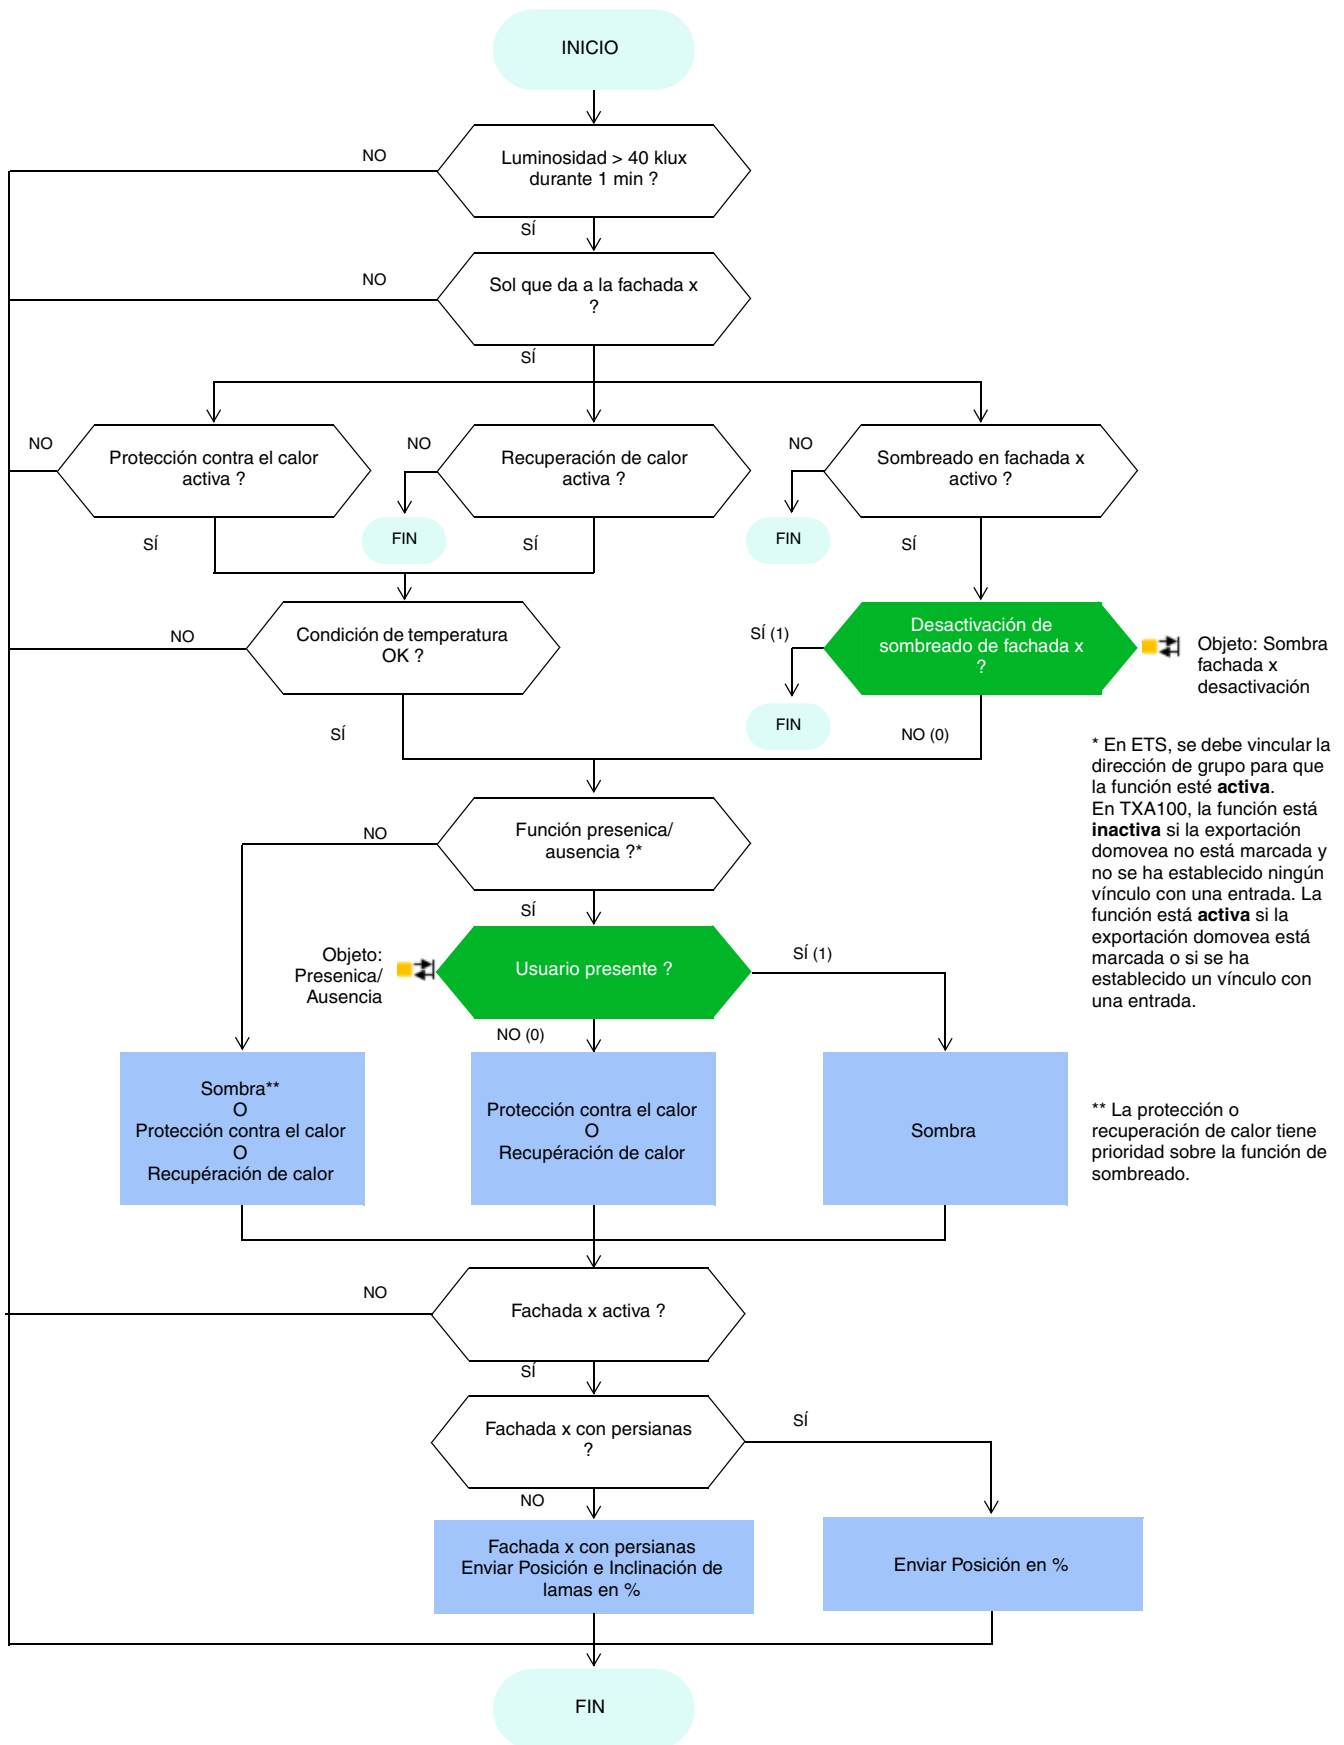 INICIO
NO
Luminosidad > 40 klux
durante 1 min ?
SÍ
NO
Sol que da a la fachada x
?
SÍ
NO
Protección contra el calor
activa ?
NO
Recuperación de calor
activa ?
NO
Sombreado en fachada x
activo ?
SÍ
FIN
SÍ
FIN
SÍ
NO
Condición de temperatura
OK ?
SÍ (1)
Desactivación de
sombreado de fachada x
?
Objeto: Sombra
fachada x
desactivación
SÍ
FIN
NO (0)
* En ETS, se debe vincular la
dirección de grupo para que
la función esté activa.
En TXA100, la función está
inactiva si la exportación
domovea no está marcada y
no se ha establecido ningún
vínculo con una entrada. La
función está activa si la
exportación domovea está
marcada o si se ha
establecido un vínculo con
una entrada.
NO
Función presenica/
ausencia ?*
SÍ
Objeto:
Presenica/
Ausencia
Usuario presente ?
SÍ (1)
NO (0)
Sombra**
O
Protección contra el calor
O
Recupéración de calor
Protección contra el calor
O
Recupéración de calor
Sombra
** La protección o
recuperación de calor tiene
prioridad sobre la función de
sombreado.
NO
Fachada x activa ?
SÍ
Fachada x con persianas
?
SÍ
NO
Fachada x con persianas
Enviar Posición e Inclinación de
lamas en %
Enviar Posición en %
FIN